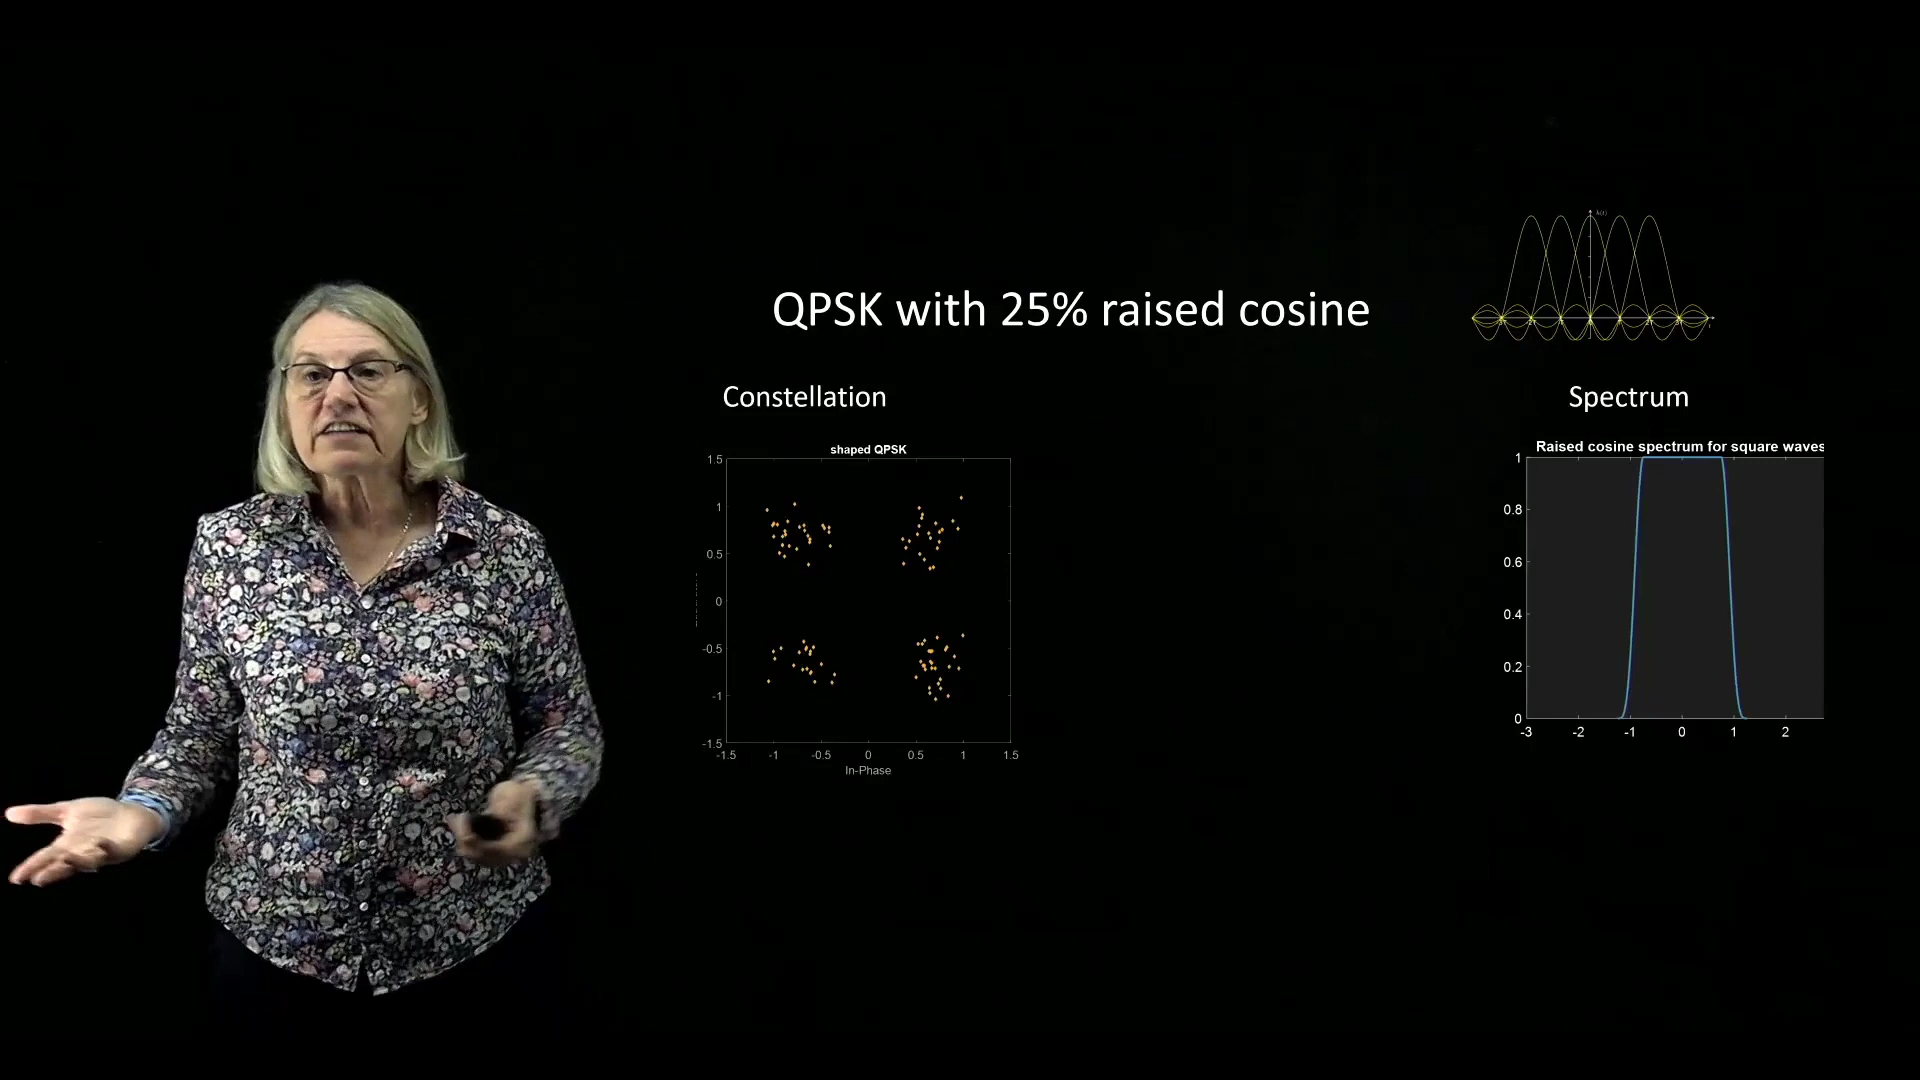 QPSK with 25% raised cosine
Constellation
Spectrum
shaped QPSK
1.5
1
0.5
0
-0.5
-1
-1.5
-1.5 -1 -0.5 0 0.5 1 1.5
In-Phase
Raised cosine spectrum for square waves
1
0.8
0.6
0.4
0.2
0
-3 -2 -1 0 1 2